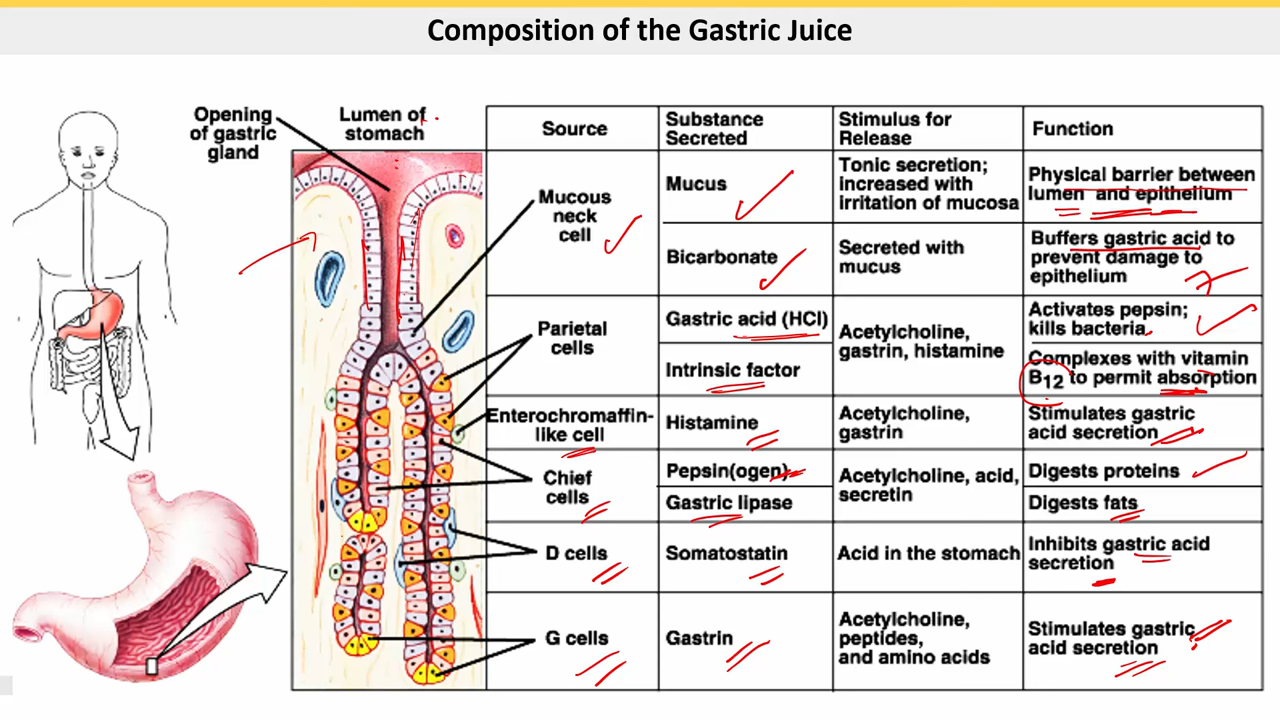 Composition of the Gastric Juice
Opening
of gastric
gland
Lumen of
stomach
Source
Substance
Secreted
Stimulus for
Release
Function
Mucous
neck
cell
Mucus
Tonic secretion;
increased with
irritation of mucosa
Physical barrier between
lumen and epithelium
Bicarbonate
Secreted with
mucus
Buffers gastric acid to
prevent damage to
epithelium
Parietal
cells
Gastric acid (HCl)
Acetylcholine,
gastrin, histamine
Activates pepsin;
kills bacteria
Intrinsic factor
Complexes with vitamin
B12 to permit absorption
Enterochromaffin-
like cell
Histamine
Acetylcholine,
gastrin
Stimulates gastric
acid secretion
Chief
cells
Pepsin(ogen)
Acetylcholine, acid,
secretin
Digests proteins
Gastric lipase
Digests fats
D cells
Somatostatin
Acid in the stomach
Inhibits gastric acid
secretion
G cells
Gastrin
Acetylcholine,
peptides,
and amino acids
Stimulates gastric
acid secretion